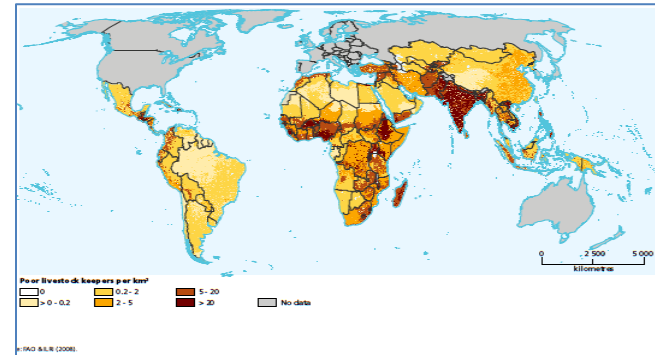 0 2 500 5 000
kilometres
Poor livestock keepers per km²
0 0.2 - 2 5 - 20
> 0 - 0.2 2 - 5 > 20 No data
e: FAO & ILRI (2008).